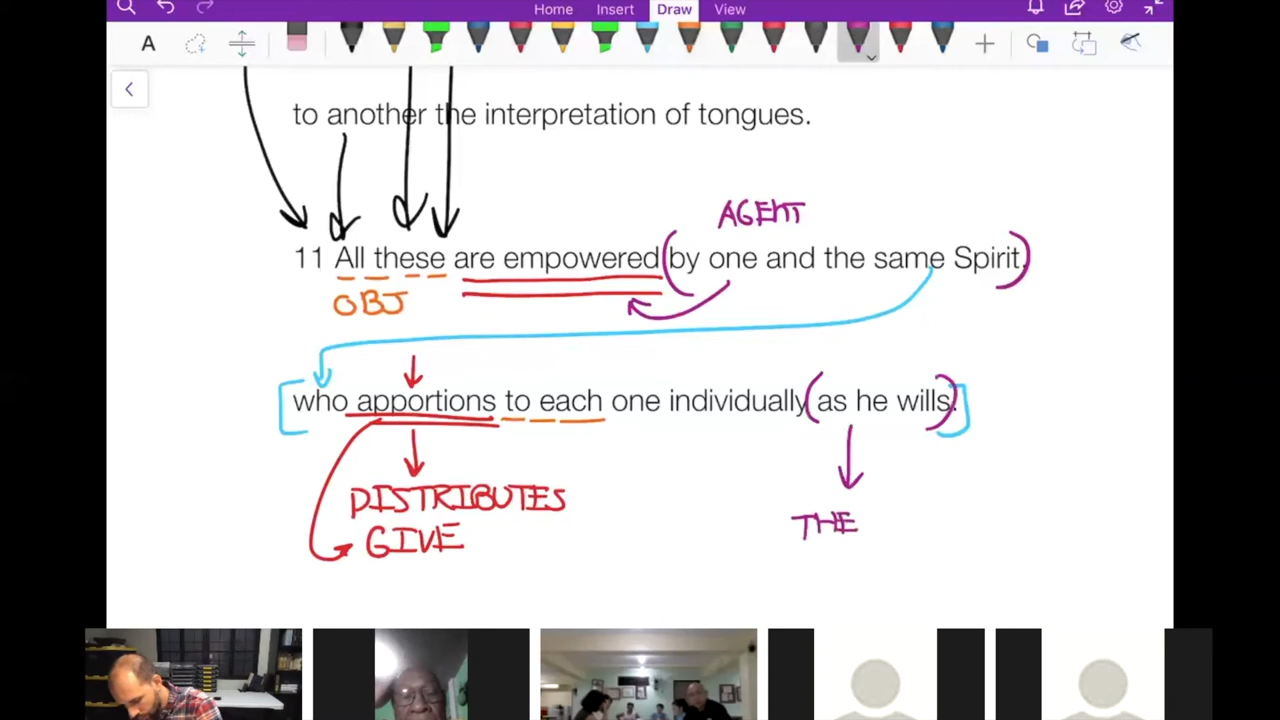 Home Insert Draw View
A
to another the interpretation of tongues.
AGENT
11 All these are empowered (by one and the same Spirit,)
OBJ
[who apportions to each one individually (as he wills).]
DISTRIBUTES
THE
GIVE